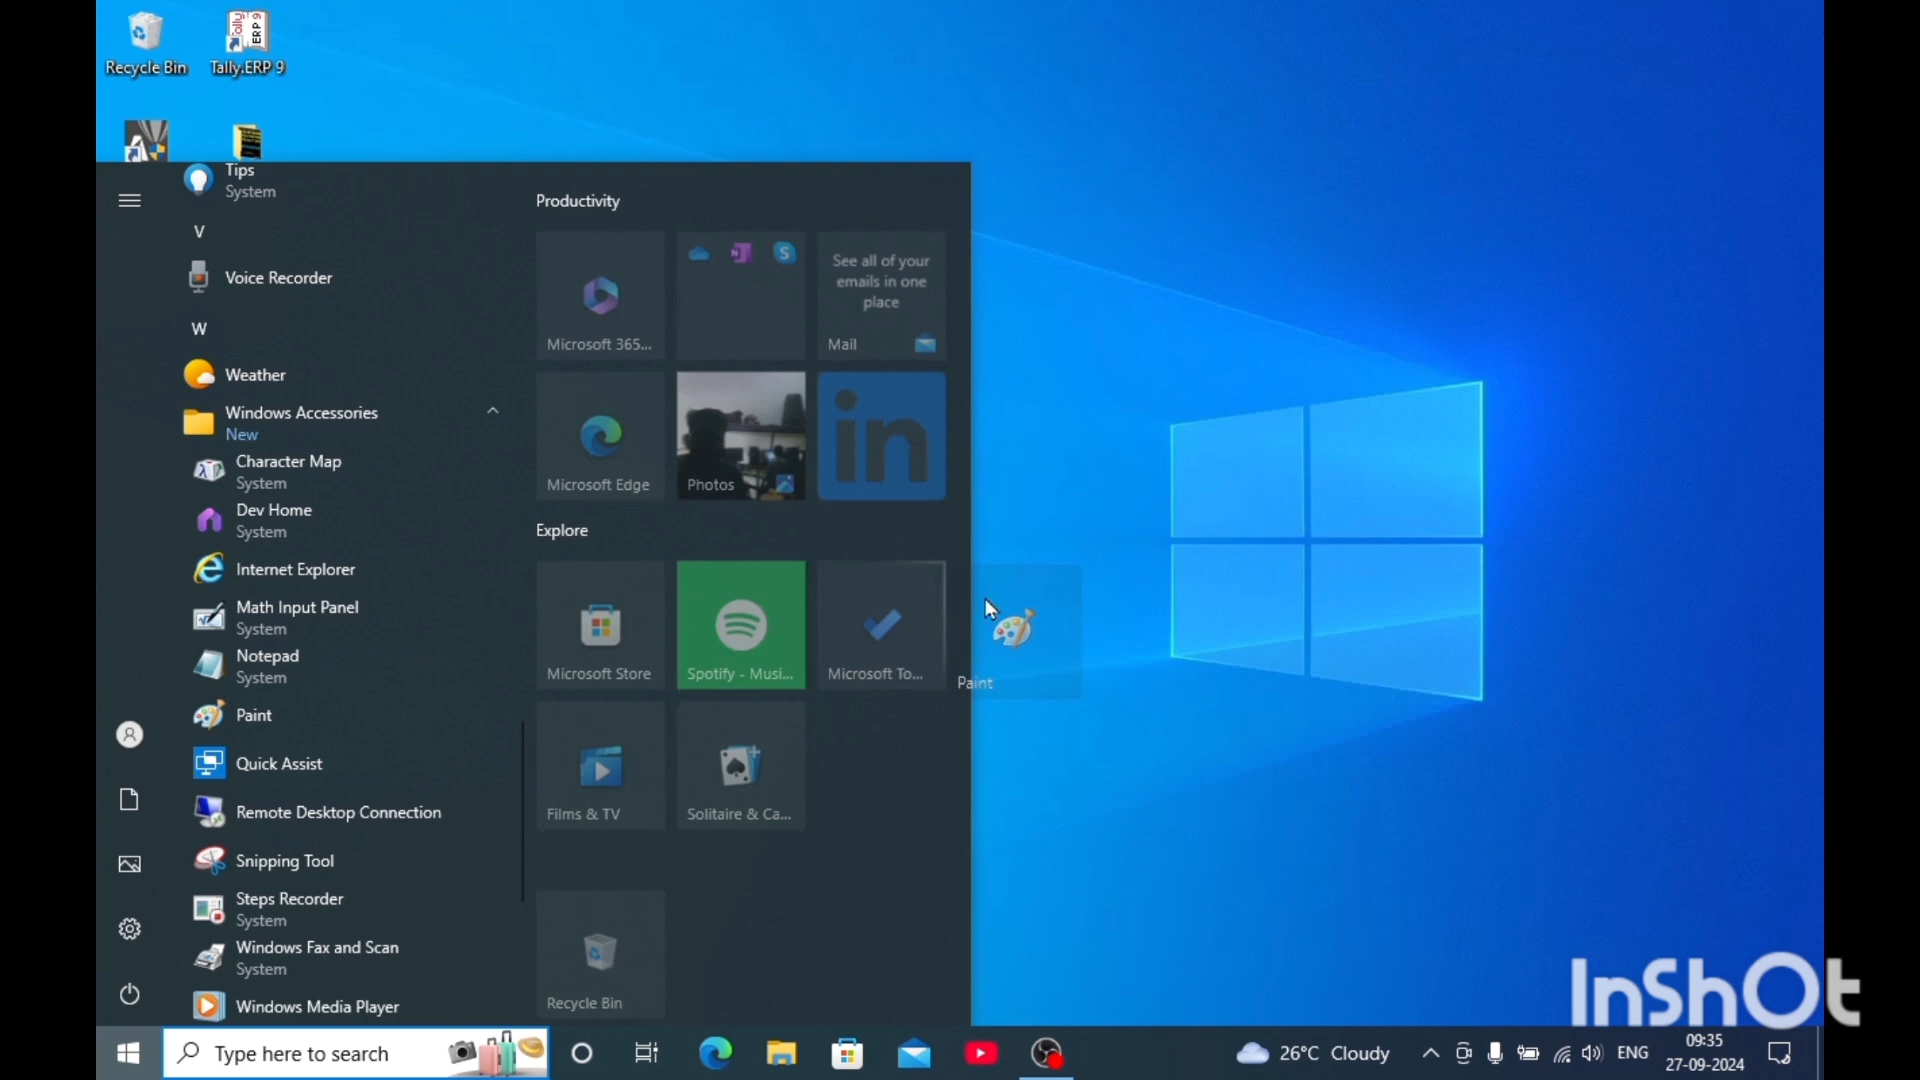 Recycle Bin
Tally.ERP 9
Tips
System
V
Voice Recorder
W
Weather
Windows Accessories
New
Character Map
System
Dev Home
System
Internet Explorer
Math Input Panel
System
Notepad
System
Paint
Quick Assist
Remote Desktop Connection
Snipping Tool
Steps Recorder
System
Windows Fax and Scan
System
Windows Media Player
Productivity
Microsoft 365...
See all of your
emails in one
place
Mail
Microsoft Edge
Photos
in
Explore
Microsoft Store
Spotify - Musi...
Microsoft To...
Paint
Films & TV
Solitaire & Ca...
Recycle Bin
Type here to search
26°C Cloudy
ENG
09:35
27-09-2024
InShOt